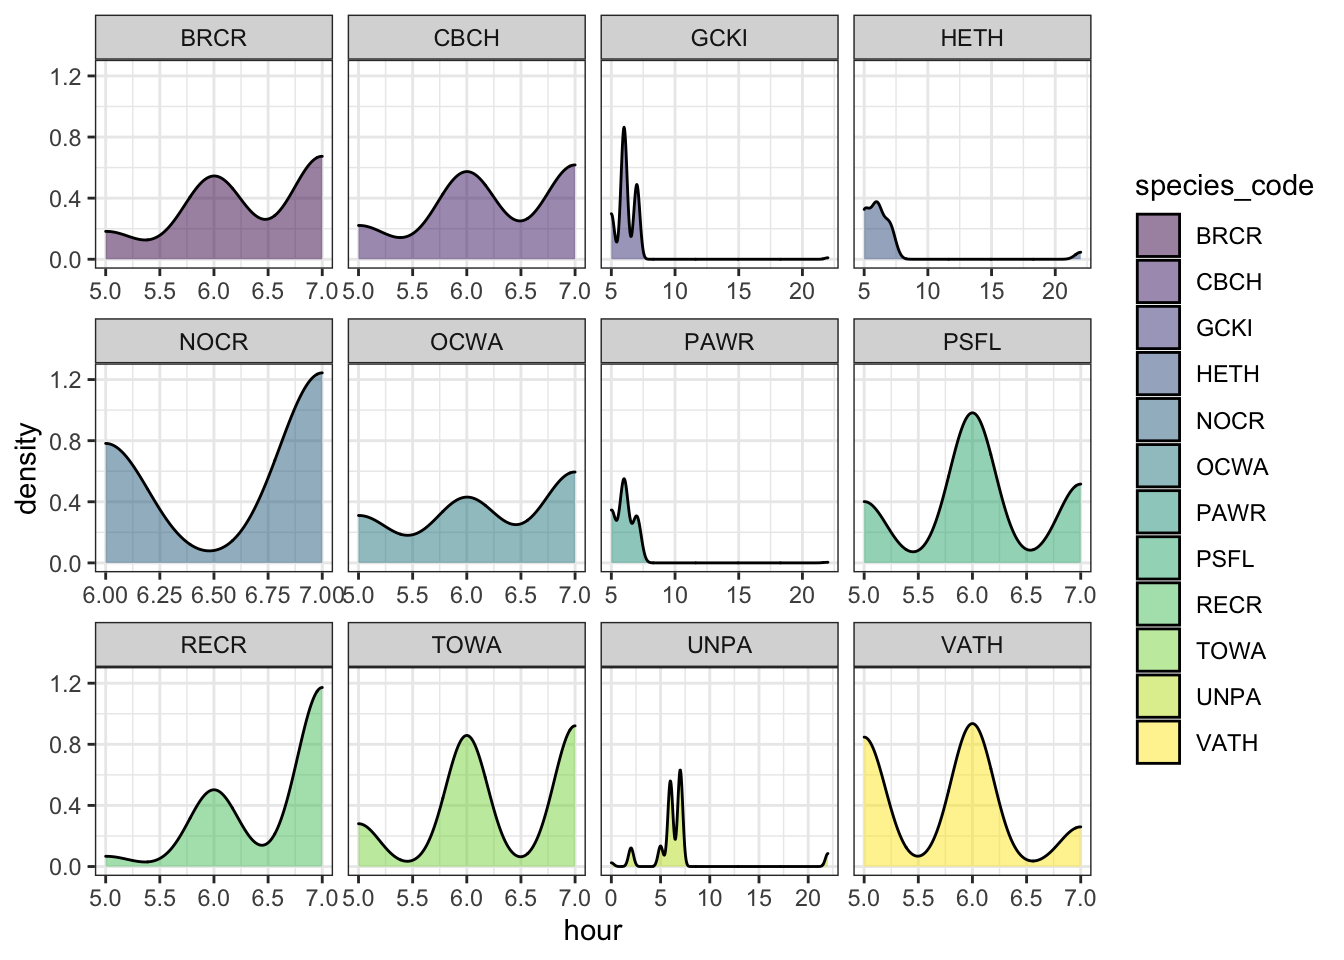 BRCR CBCH GCKI HETH
1.2
0.8
0.4
0.0
5.0 5.5 6.0 6.5 7.0 5.0 5.5 6.0 6.5 7.0 5 10 15 20 5 10 15 20
NOCR OCWA PAWR PSFL
1.2
0.8
0.4
0.0
6.00 6.25 6.50 6.75 7.00 5.0 5.5 6.0 6.5 7.0 5 10 15 20 5.0 5.5 6.0 6.5 7.0
RECR TOWA UNPA VATH
1.2
0.8
0.4
0.0
5.0 5.5 6.0 6.5 7.0 5.0 5.5 6.0 6.5 7.0 0 5 10 15 20 5.0 5.5 6.0 6.5 7.0
density
hour
species_code
BRCR
CBCH
GCKI
HETH
NOCR
OCWA
PAWR
PSFL
RECR
TOWA
UNPA
VATH